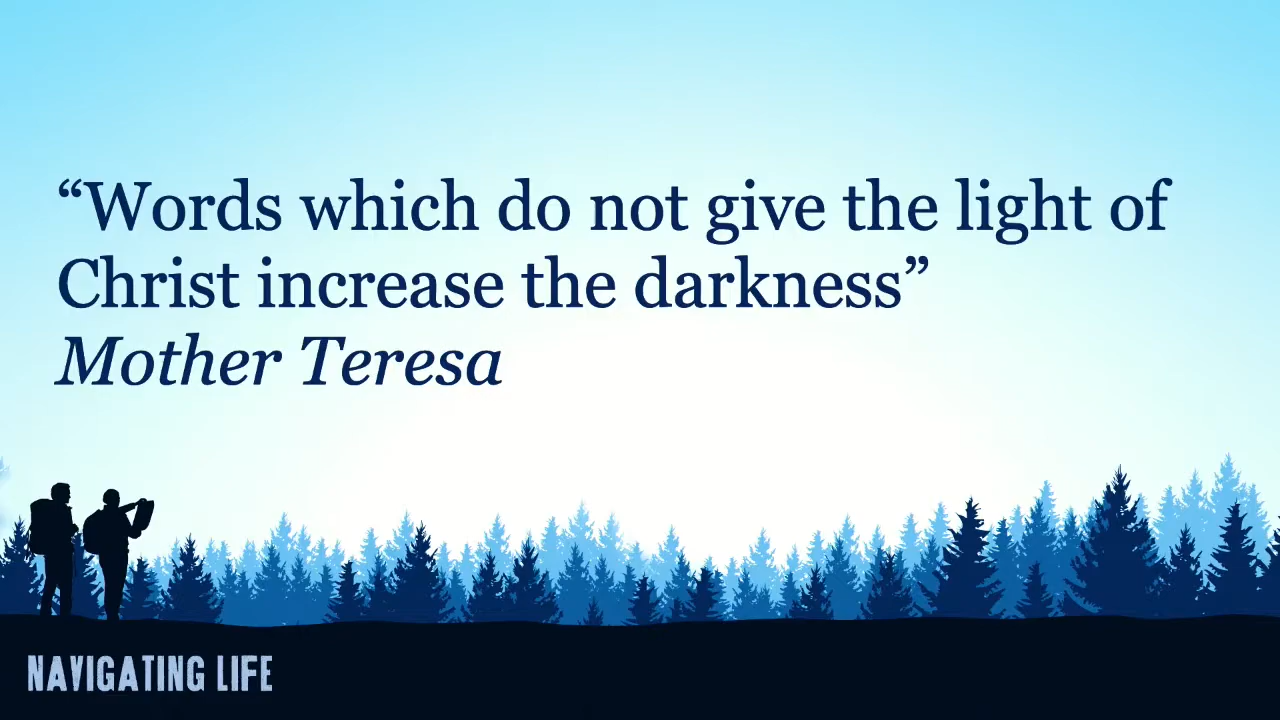 “Words which do not give the light of
Christ increase the darkness”
Mother Teresa
NAVIGATING LIFE